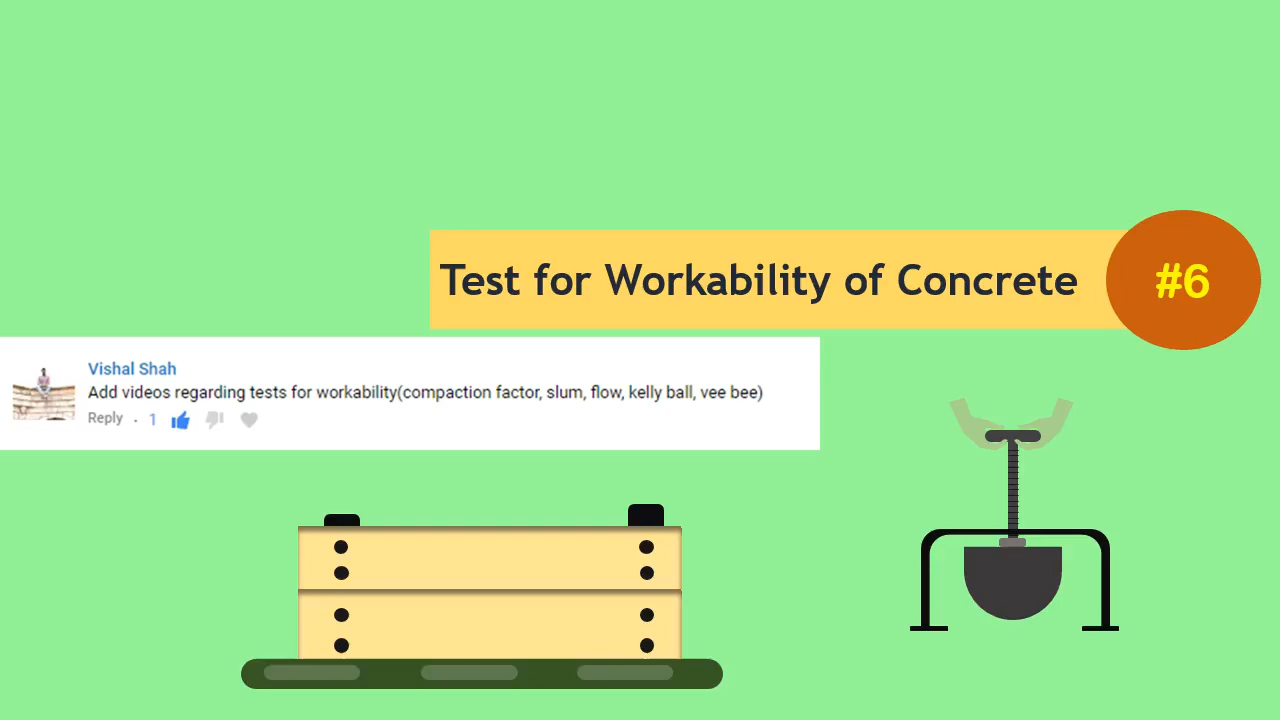 Test for Workability of Concrete
#6
Vishal Shah
Add videos regarding tests for workability(compaction factor, slum, flow, kelly ball, vee bee)
Reply . 1